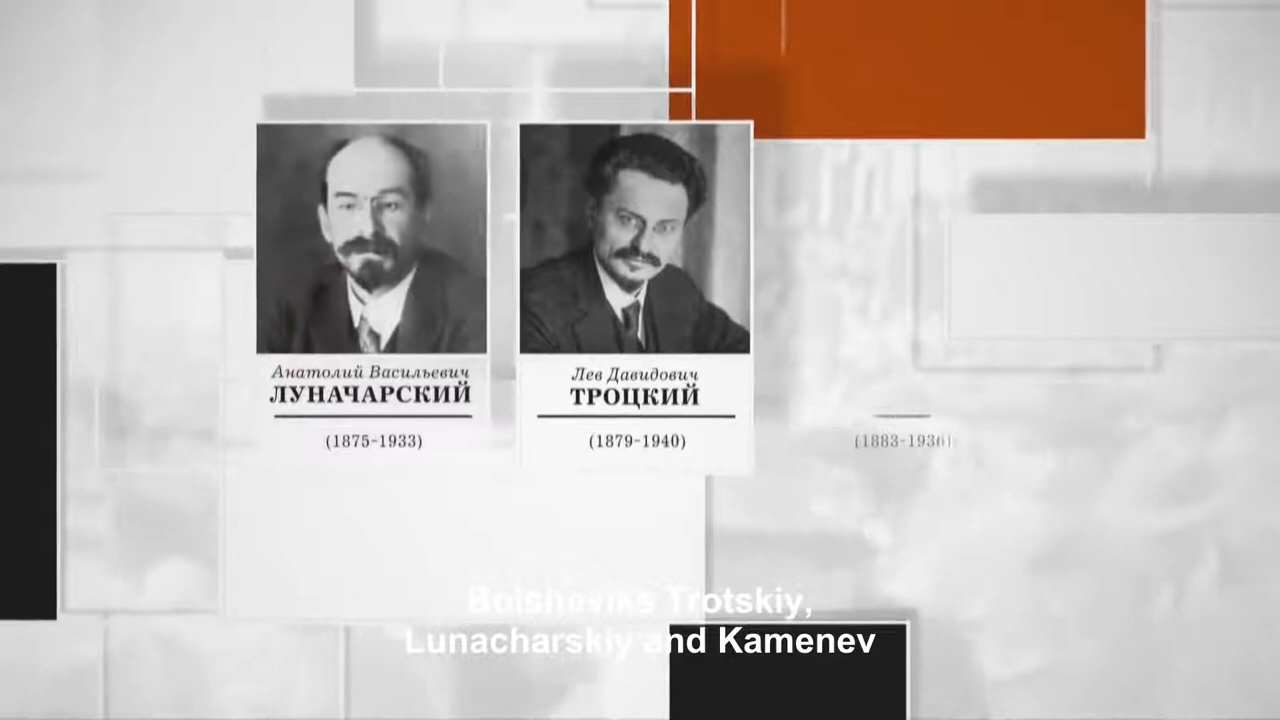 Анатолий Васильевич
ЛУНАЧАРСКИЙ
(1875-1933)
Лев Давидович
ТРОЦКИЙ
(1879-1940)
(1883-1936)
Bolsheviks Trotskiy,
Lunacharskiy and Kamenev